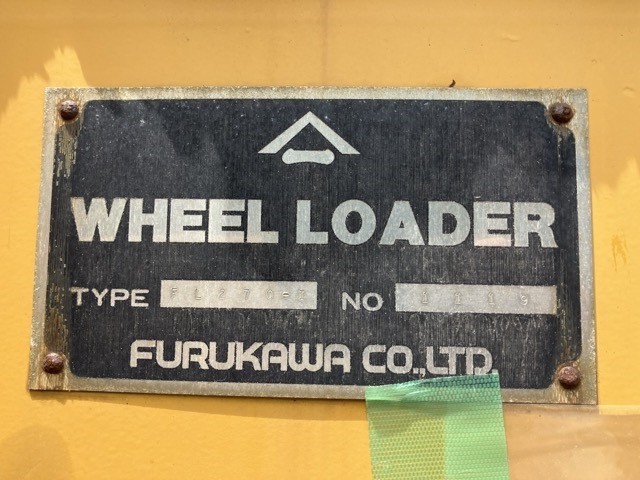 WHEEL LOADER
TYPE NO
FURUKAWA CO.,LTD.